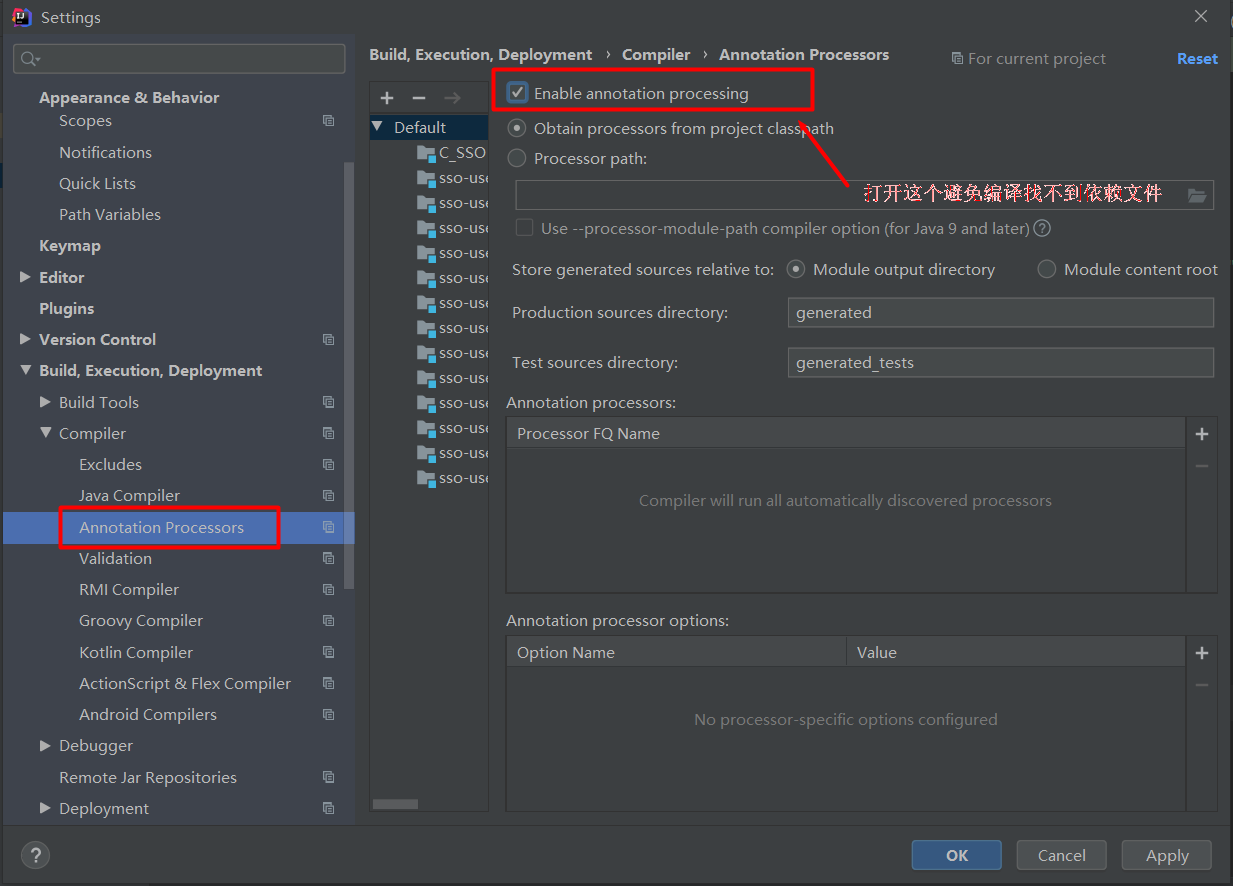 Settings
Appearance & Behavior
Scopes
Notifications
Quick Lists
Path Variables
Keymap
Editor
Plugins
Version Control
Build, Execution, Deployment
Build Tools
Compiler
Excludes
Java Compiler
Annotation Processors
Validation
RMI Compiler
Groovy Compiler
Kotlin Compiler
ActionScript & Flex Compiler
Android Compilers
Debugger
Remote Jar Repositories
Deployment
Build, Execution, Deployment › Compiler › Annotation Processors
For current project
Reset
Default
C_SSO
sso-use
sso-use
sso-use
sso-use
sso-use
sso-use
sso-use
sso-use
sso-use
sso-use
sso-use
sso-use
sso-use
Enable annotation processing
Obtain processors from project classpath
Processor path:
打开这个避免编译找不到依赖文件
Use --processor-module-path compiler option (for Java 9 and later) ?
Store generated sources relative to: Module output directory Module content root
Production sources directory: generated
Test sources directory: generated_tests
Annotation processors:
Processor FQ Name
Compiler will run all automatically discovered processors
Annotation processor options:
Option Name Value
No processor-specific options configured
?
OK Cancel Apply